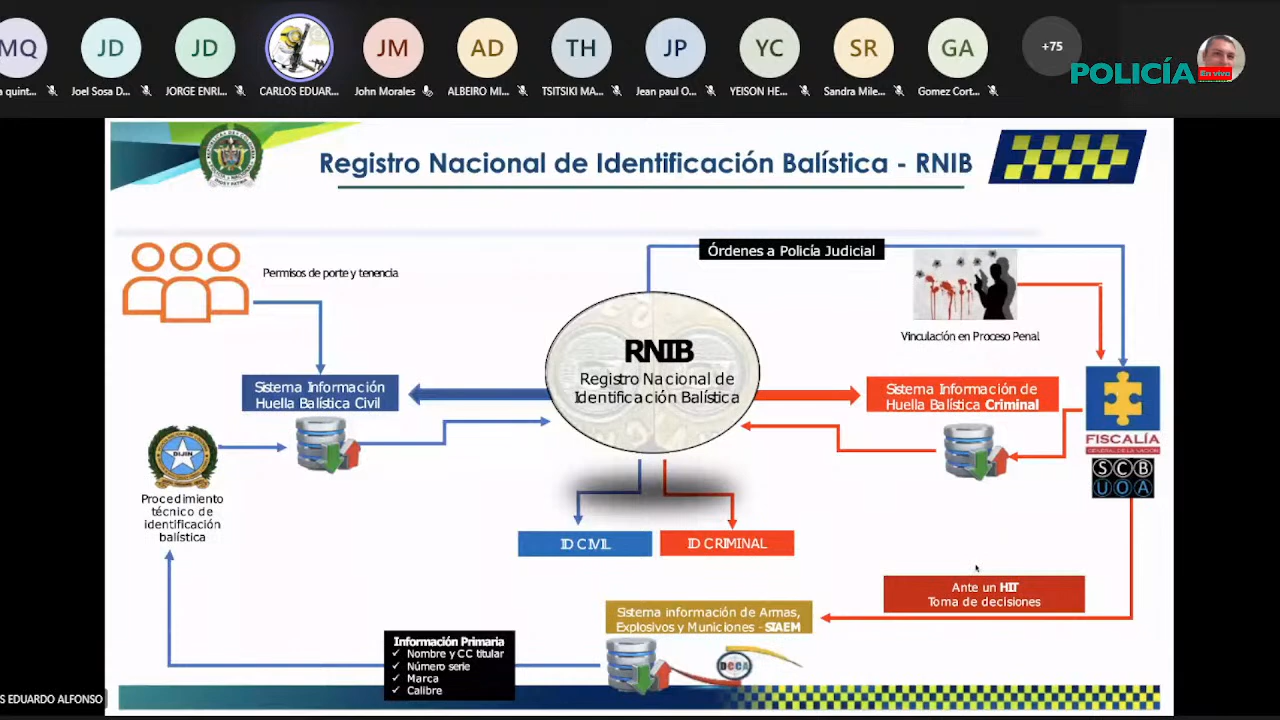 MQ
JD
JD
JM
AD
TH
JP
YC
SR
GA
+75
POLICÍA En vivo
a quint...
Joel Sosa D...
JORGE ENRI...
CARLOS EDUAR...
John Morales
ALBEIRO MI...
TSITSIKI MA...
Jean paul O...
YEISON HE...
Sandra Mile...
Gomez Cort...
Registro Nacional de Identificación Balística - RNIB
Órdenes a Policía Judicial
Permisos de porte y tenencia
Vinculación en Proceso Penal
RNIB
Registro Nacional de
Identificación Balística
Sistema Información
Huella Balística Civil
Sistema Información de
Huella Balística Criminal
FISCALÍA
GENERAL DE LA NACIÓN
SCB
UOA
DIJIN
Procedimiento
técnico de
identificación
balística
ID CIVIL
ID CRIMINAL
Ante un HIT
Toma de decisiones
Sistema información de Armas,
Explosivos y Municiones - SIAEM
Información Primaria
✓ Nombre y CC titular
✓ Número serie
✓ Marca
✓ Calibre
DCCA
S EDUARDO ALFONSO